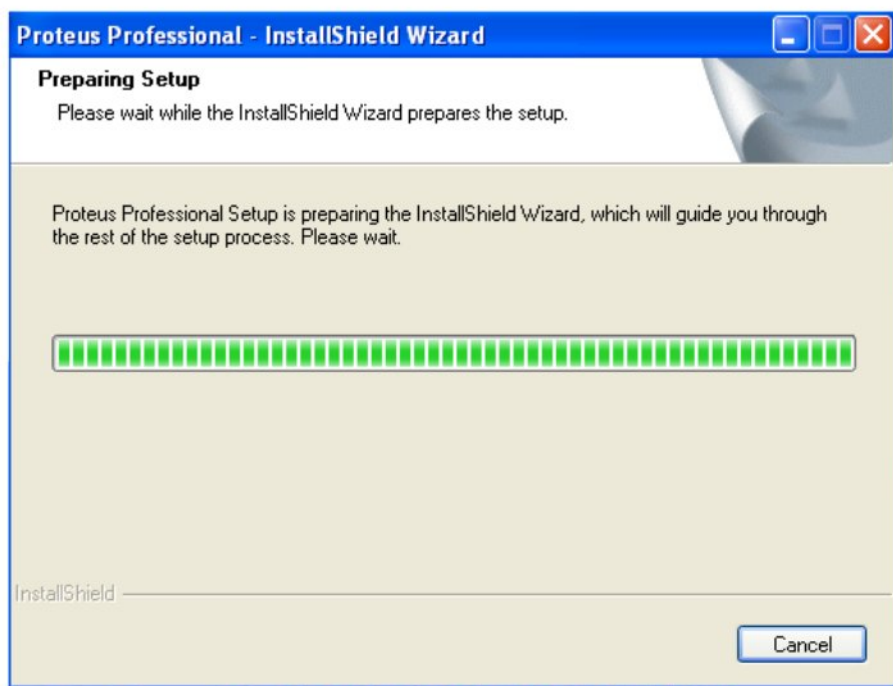 Proteus Professional - InstallShield Wizard
Preparing Setup
Please wait while the InstallShield Wizard prepares the setup.
Proteus Professional Setup is preparing the InstallShield Wizard, which will guide you through
the rest of the setup process. Please wait.
InstallShield
Cancel